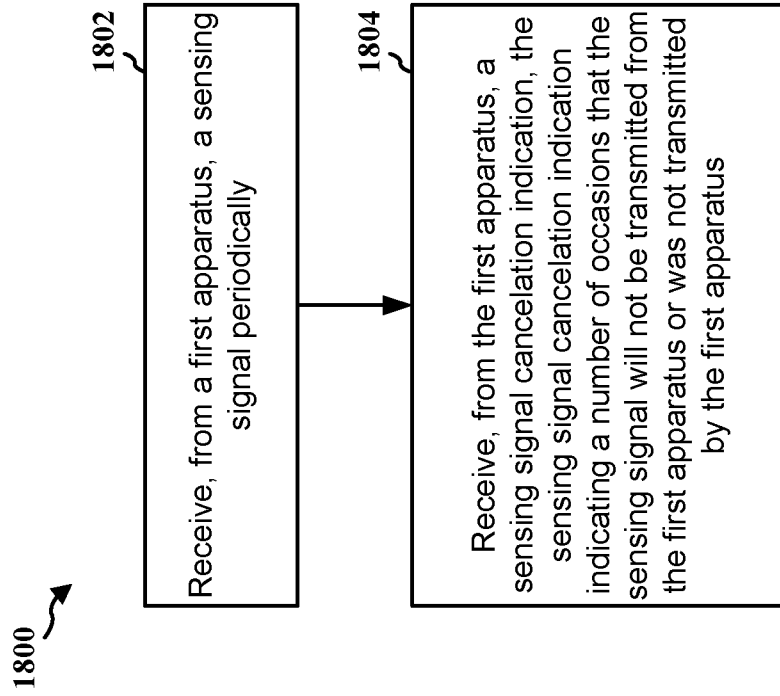 1800
1802
Receive, from a first apparatus, a sensing
signal periodically
1804
Receive, from the first apparatus, a
sensing signal cancelation indication, the
sensing signal cancelation indication
indicating a number of occasions that the
sensing signal will not be transmitted from
the first apparatus or was not transmitted
by the first apparatus